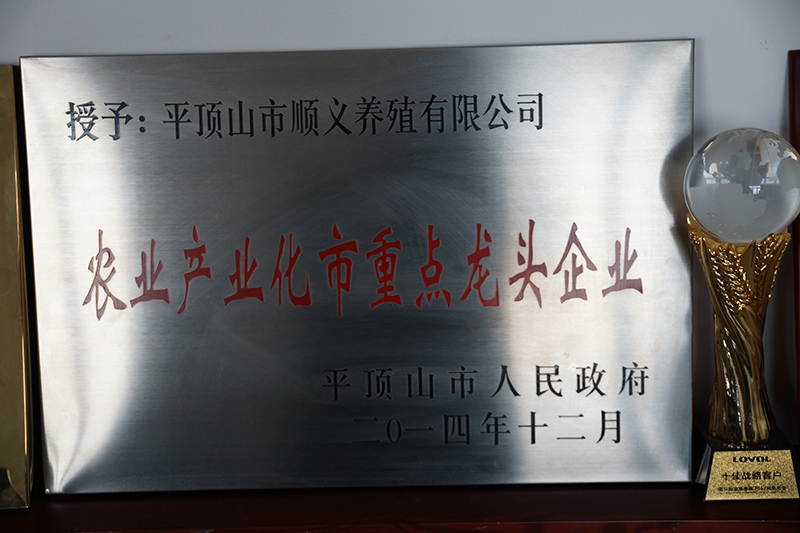 授予：平顶山市顺义养殖有限公司
农业产业化市重点龙头企业
平顶山市人民政府
二0一四年十二月
LOVOL
十佳战略客户